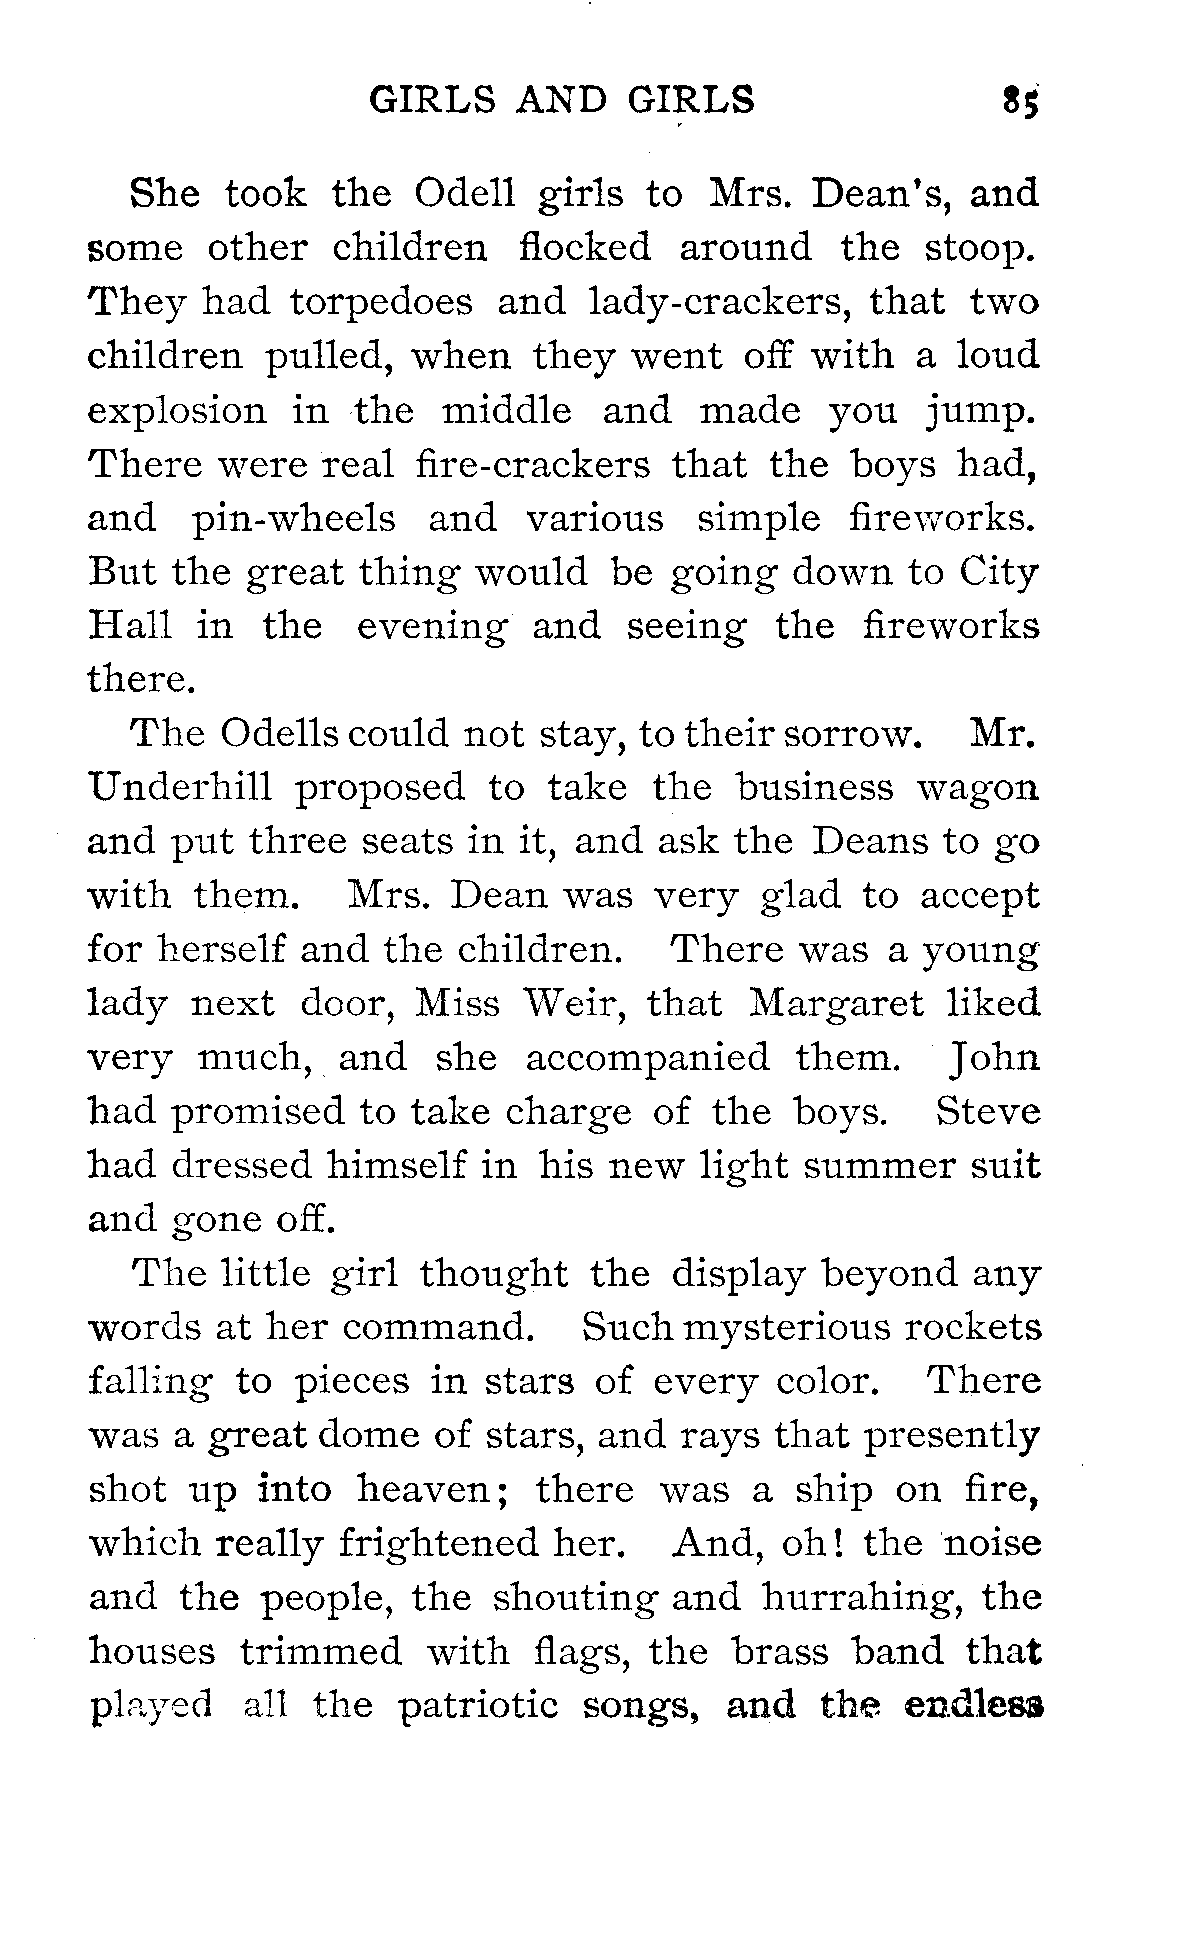 GIRLS AND GIRLS 85
She took the Odell girls to Mrs. Dean's, and
some other children flocked around the stoop.
They had torpedoes and lady-crackers, that two
children pulled, when they went off with a loud
explosion in the middle and made you jump.
There were real fire-crackers that the boys had,
and pin-wheels and various simple fireworks.
But the great thing would be going down to City
Hall in the evening and seeing the fireworks
there.
The Odells could not stay, to their sorrow. Mr.
Underhill proposed to take the business wagon
and put three seats in it, and ask the Deans to go
with them. Mrs. Dean was very glad to accept
for herself and the children. There was a young
lady next door, Miss Weir, that Margaret liked
very much, and she accompanied them. John
had promised to take charge of the boys. Steve
had dressed himself in his new light summer suit
and gone off.
The little girl thought the display beyond any
words at her command. Such mysterious rockets
falling to pieces in stars of every color. There
was a great dome of stars, and rays that presently
shot up into heaven; there was a ship on fire,
which really frightened her. And, oh! the noise
and the people, the shouting and hurrahing, the
houses trimmed with flags, the brass band that
played all the patriotic songs, and the endless